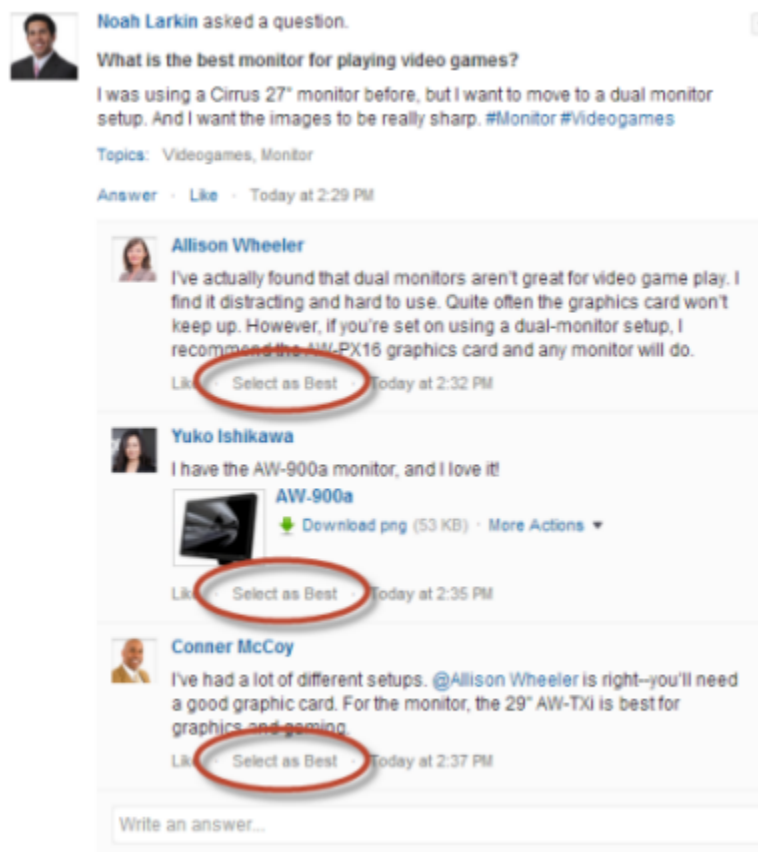 Noah Larkin asked a question.
What is the best monitor for playing video games?
I was using a Cirrus 27" monitor before, but I want to move to a dual monitor
setup. And I want the images to be really sharp. #Monitor #Videogames
Topics: Videogames, Monitor
Answer · Like · Today at 2:29 PM
Allison Wheeler
I've actually found that dual monitors aren't great for video game play. I
find it distracting and hard to use. Quite often the graphics card won't
keep up. However, if you're set on using a dual-monitor setup, I
recommend the AW-PX16 graphics card and any monitor will do.
Like · Select as Best · Today at 2:32 PM
Yuko Ishikawa
I have the AW-900a monitor, and I love it!
AW-900a
Download png (53 KB) · More Actions
Like · Select as Best · Today at 2:35 PM
Conner McCoy
I've had a lot of different setups. @Allison Wheeler is right--you'll need
a good graphic card. For the monitor, the 29" AW-TXi is best for
graphics and gaming.
Like · Select as Best · Today at 2:37 PM
Write an answer...